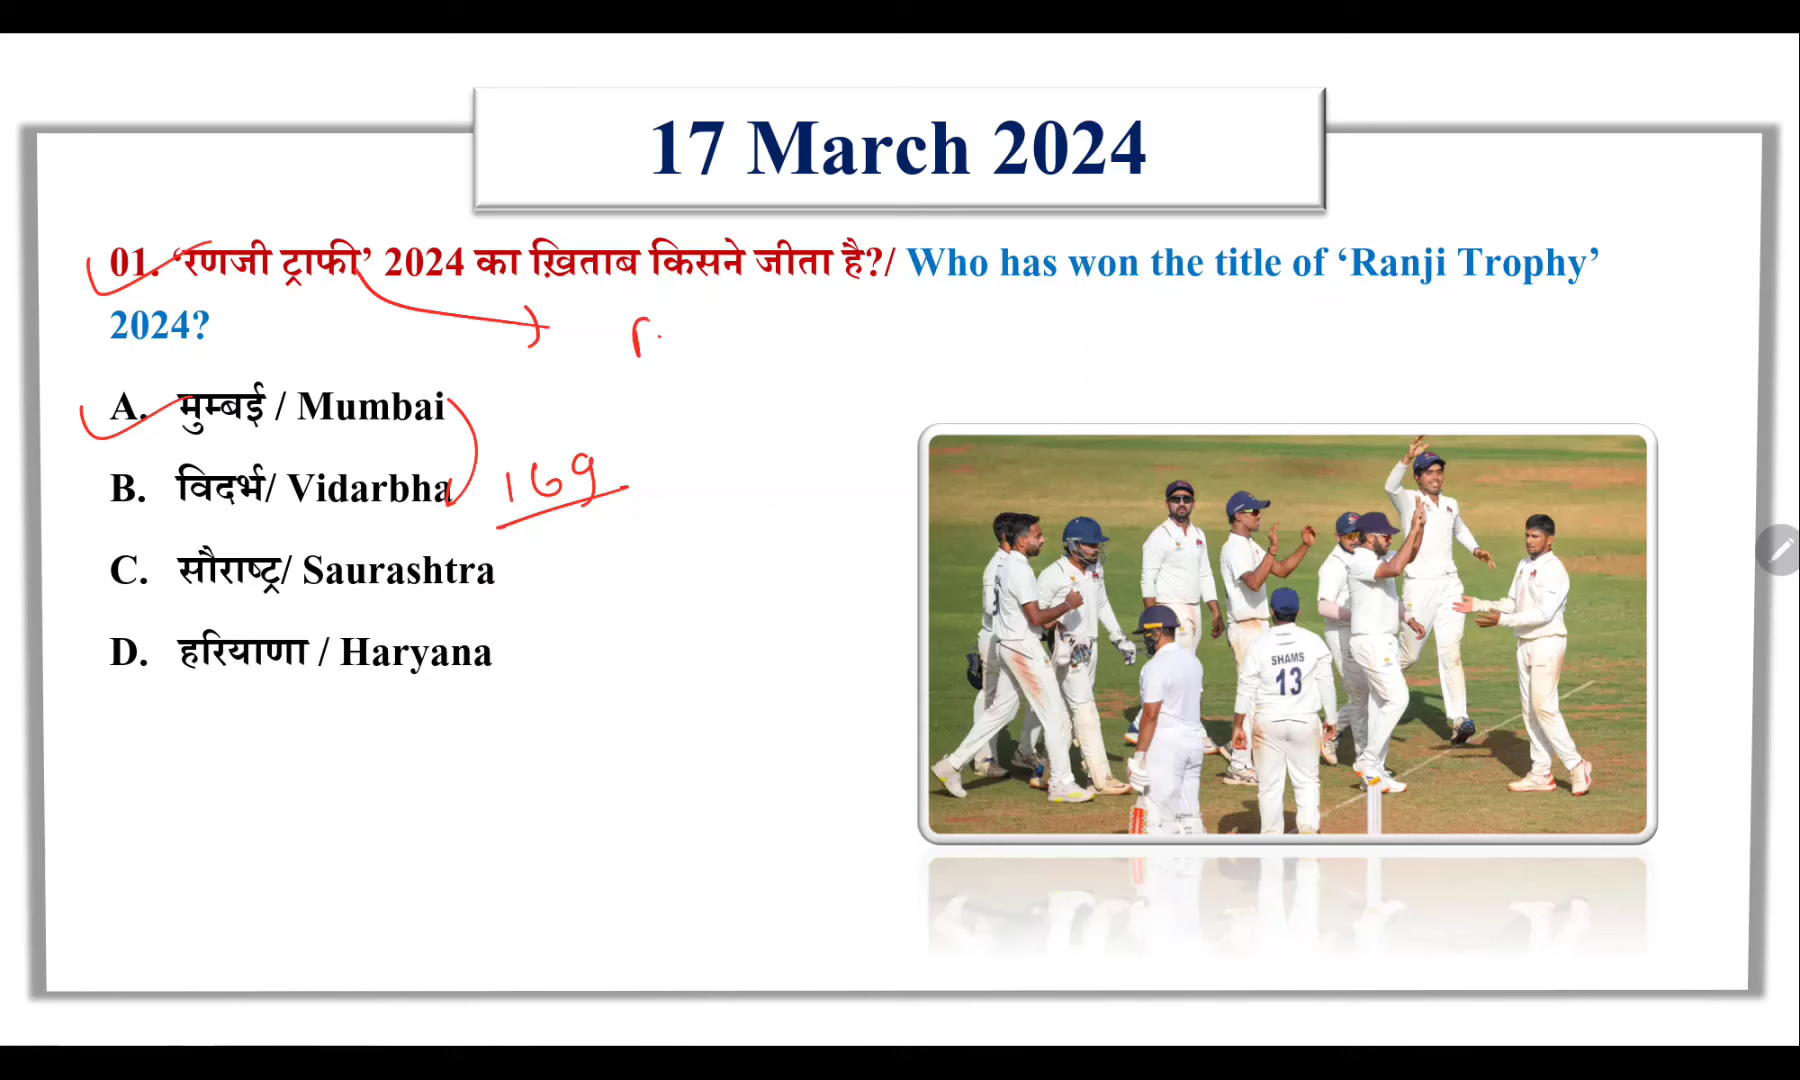 17 March 2024
01. ‘रणजी ट्राफी’ 2024 का ख़िताब किसने जीता है?/ Who has won the title of ‘Ranji Trophy’
2024?
A. मुम्बई / Mumbai
B. विदर्भ/ Vidarbha
169
C. सौराष्ट्र/ Saurashtra
D. हरियाणा / Haryana
SHAMS
13